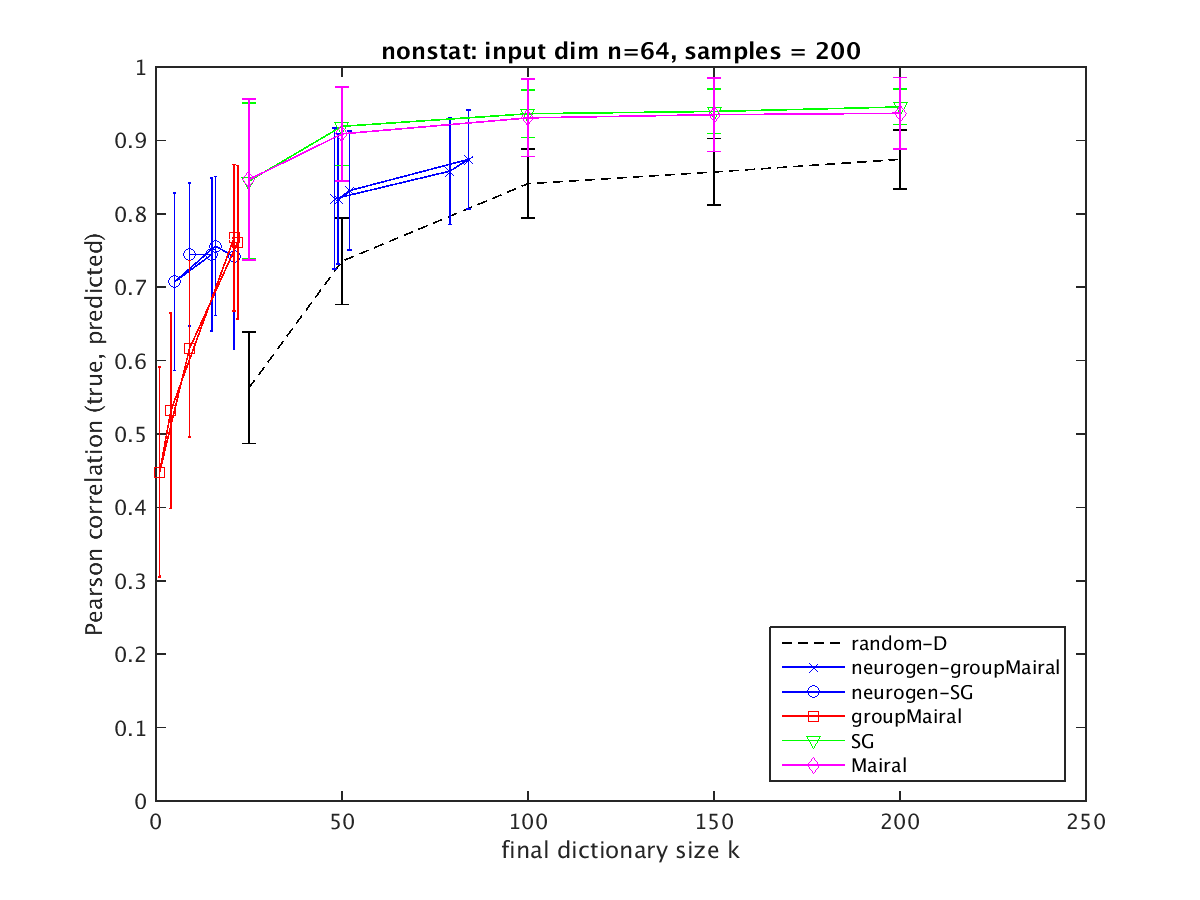 nonstat: input dim n=64, samples = 200
1
0.9
0.8
0.7
0.6
0.5
0.4
0.3
0.2
0.1
0
Pearson correlation (true, predicted)
random-D
neurogen-groupMairal
neurogen-SG
groupMairal
SG
Mairal
0 50 100 150 200 250
final dictionary size k